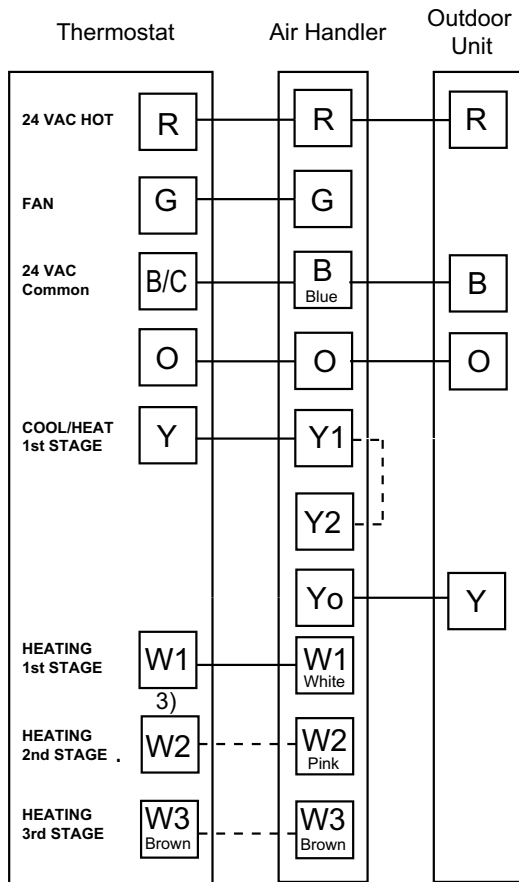 Thermostat Air Handler Outdoor
Unit
24 VAC HOT R R R
FAN G G
24 VAC
Common B/C B
Blue B
O O O
COOL/HEAT
1st STAGE Y Y1
Y2
Yo Y
HEATING
1st STAGE W1 W1
White
3)
HEATING
2nd STAGE . W2 W2
Pink
HEATING
3rd STAGE W3
Brown W3
Brown